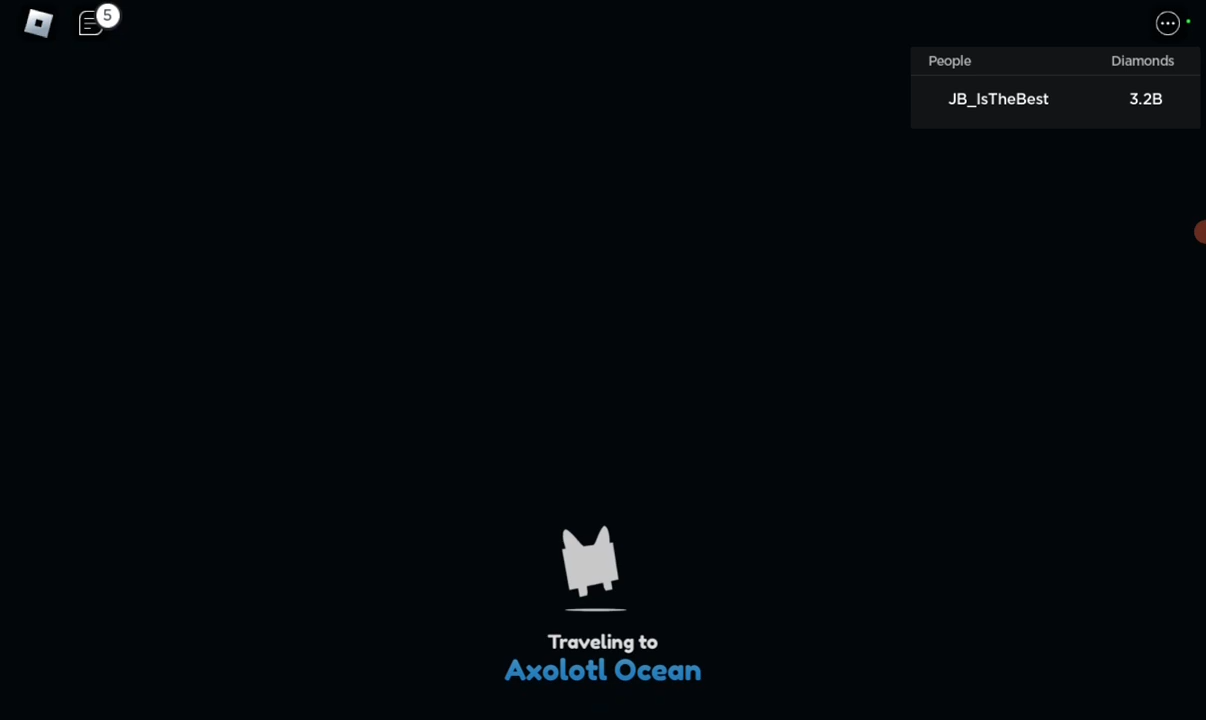 5
People Diamonds
JB_IsTheBest 3.2B
Traveling to
Axolotl Ocean